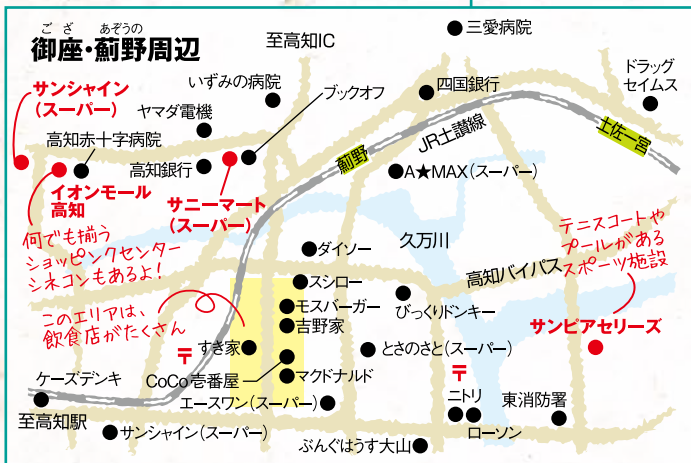 ござ あぞうの
御座・薊野周辺
至高知IC
三愛病院
サンシャイン
(スーパー)
いずみの病院
ブックオフ
四国銀行
ドラッグ
セイムス
ヤマダ電機
高知赤十字病院
高知銀行
JR土讃線
薊野
土佐一宮
イオンモール
高知
サニーマート
(スーパー)
A★MAX(スーパー)
何でも揃う
ショッピングセンター
シネコンもあるよ!
ダイソー
久万川
テニスコートや
プールがある
スポーツ施設
スシロー
高知バイパス
このエリアは、
飲食店がたくさん
モスバーガー
びっくりドンキー
吉野家
サンピアセリーズ
〒
すき家
とさのさと(スーパー)
CoCo壱番屋
マクドナルド
〒
ケーズデンキ
エースワン(スーパー)
ニトリ
東消防署
至高知駅
サンシャイン(スーパー)
ローソン
ぶんぐはうす大山